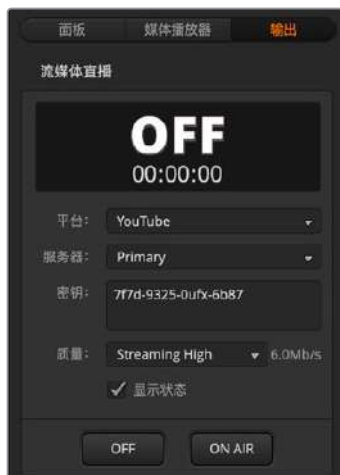 面板 媒体播放器 输出
流媒体直播
OFF
00:00:00
平台： YouTube
服务器： Primary
密钥： 7f7d-9325-0ufx-6b87
质量： Streaming High 6.0Mb/s
显示状态
OFF ON AIR